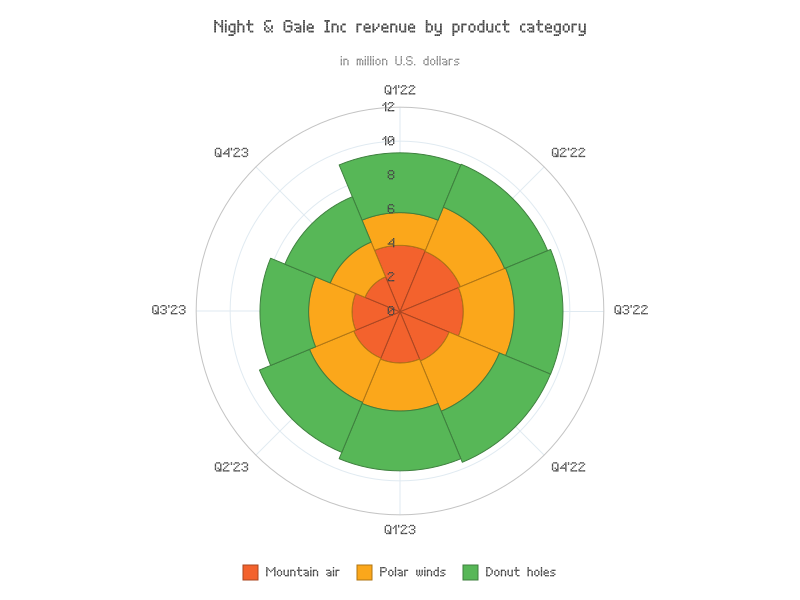 Night & Gale Inc revenue by product category
in million U.S. dollars
Q1'22
12
Q4'23
10
Q2'22
8
6
4
2
Q3'23
0
Q3'22
Q2'23
Q4'22
Q1'23
Mountain air
Polar winds
Donut holes